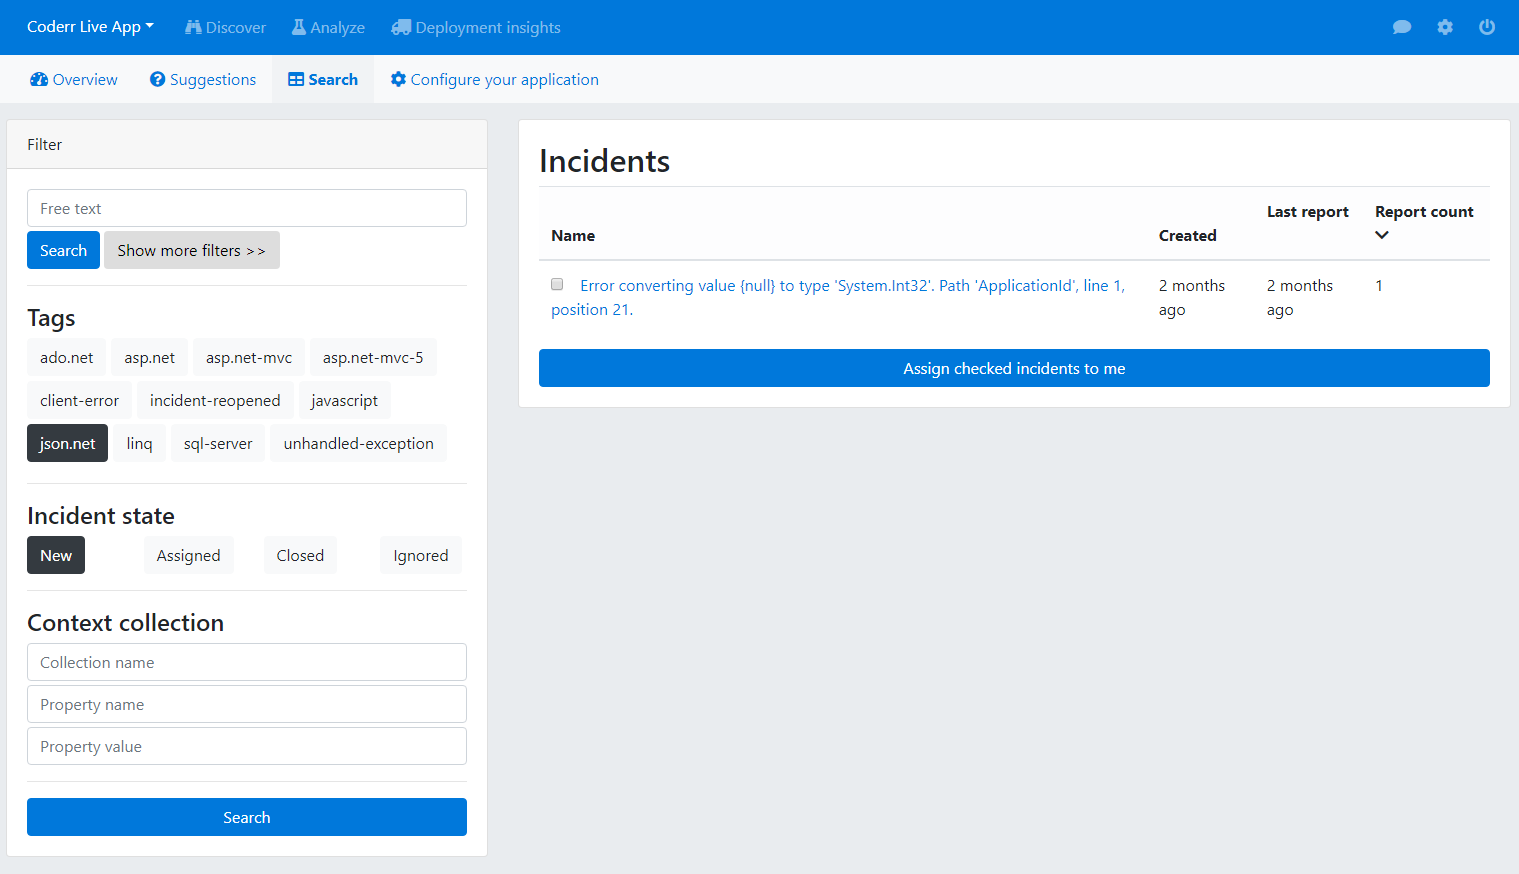 Coderr Live App Discover Analyze Deployment insights
Overview Suggestions Search Configure your application
Filter
Free text
Search Show more filters >>
Tags
ado.net asp.net asp.net-mvc asp.net-mvc-5
client-error incident-reopened javascript
json.net linq sql-server unhandled-exception
Incident state
New Assigned Closed Ignored
Context collection
Collection name
Property name
Property value
Search
Incidents
Name Created Last report Report count
Error converting value {null} to type 'System.Int32'. Path 'ApplicationId', line 1,
position 21.
2 months
ago
2 months
ago
1
Assign checked incidents to me